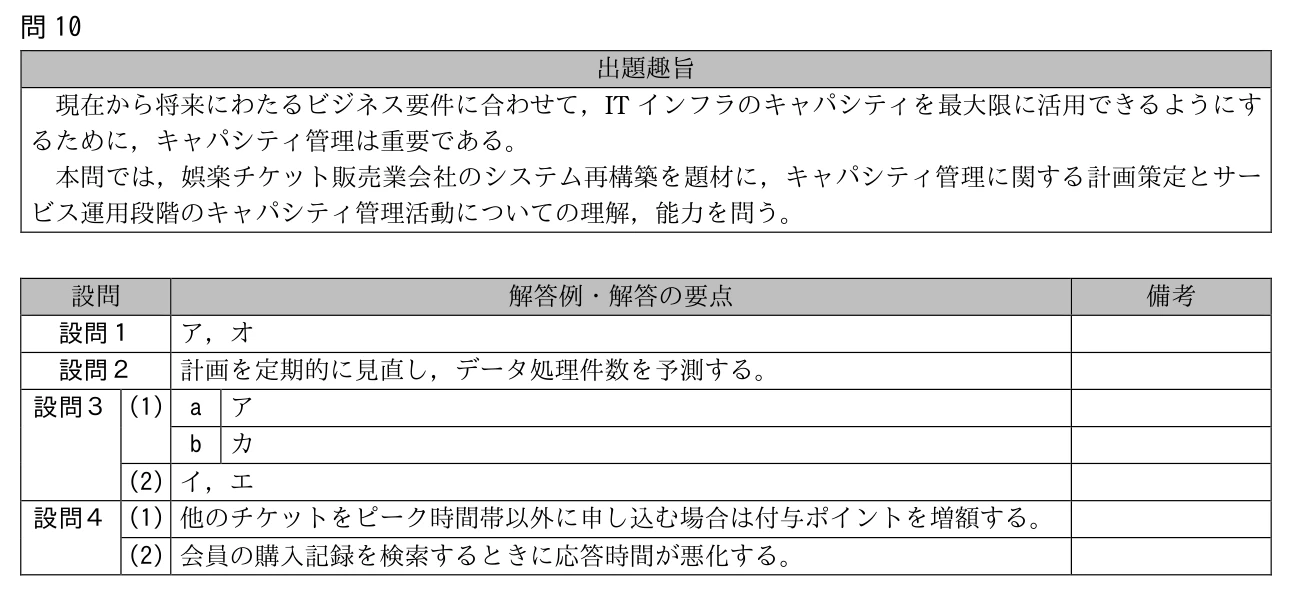 問 10
出題趣旨
現在から将来にわたるビジネス要件に合わせて，IT インフラのキャパシティを最大限に活用できるようにす
るために，キャパシティ管理は重要である。
本問では，娯楽チケット販売業会社のシステム再構築を題材に，キャパシティ管理に関する計画策定とサー
ビス運用段階のキャパシティ管理活動についての理解，能力を問う。
設問 解答例・解答の要点 備考
設問１ ア，オ
設問２ 計画を定期的に見直し，データ処理件数を予測する。
設問３ (1) a ア
b カ
(2) イ，エ
設問４ (1) 他のチケットをピーク時間帯以外に申し込む場合は付与ポイントを増額する。
(2) 会員の購入記録を検索するときに応答時間が悪化する。